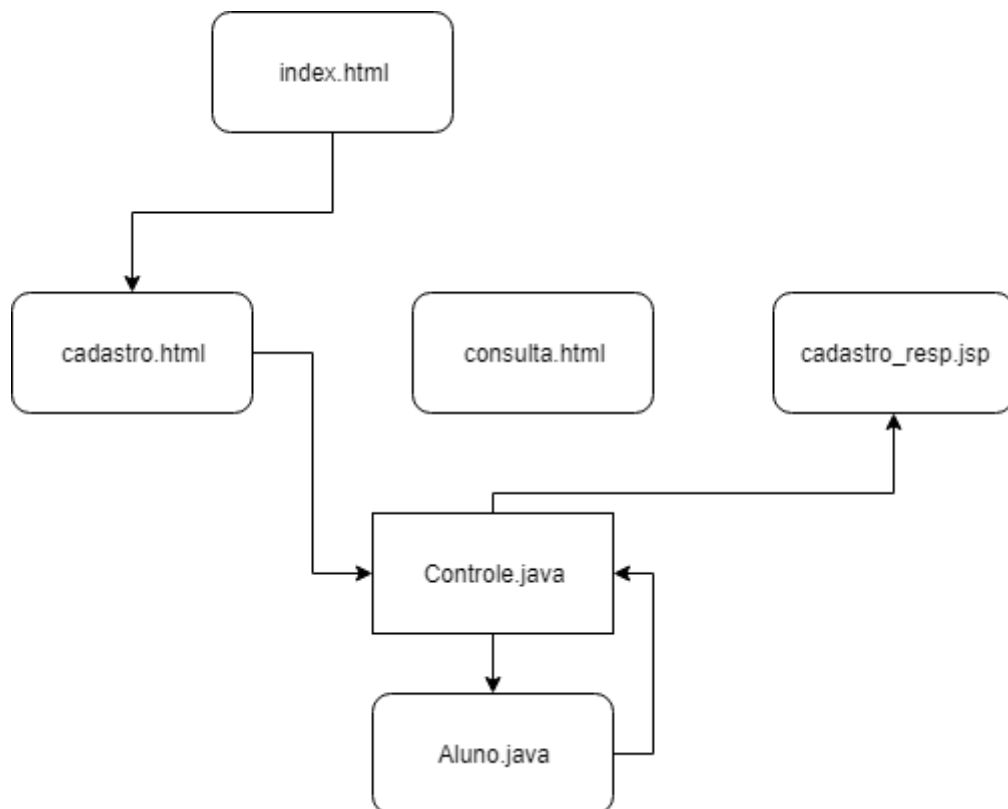 index.html
cadastro.html
consulta.html
cadastro_resp.jsp
Controle.java
Aluno.java